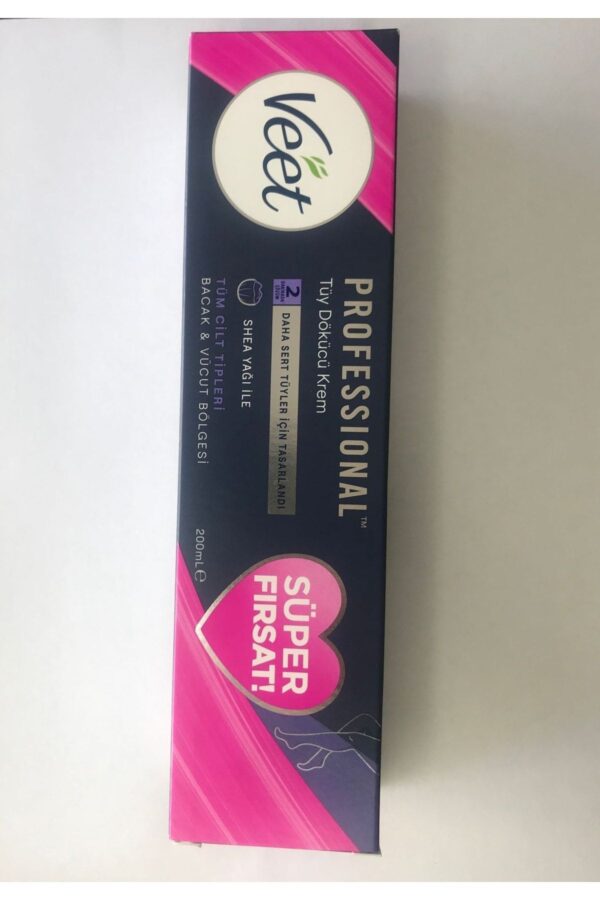 Veet
PROFESSIONAL™
Tüy Dökücü Krem
2
DAHA SERT TÜYLER İÇİN TASARLANDI
SHEA YAĞI İLE
TÜM CİLT TİPLERİ
BACAK & VÜCUT BÖLGESİ
200mL℮
SÜPER
FIRSAT!